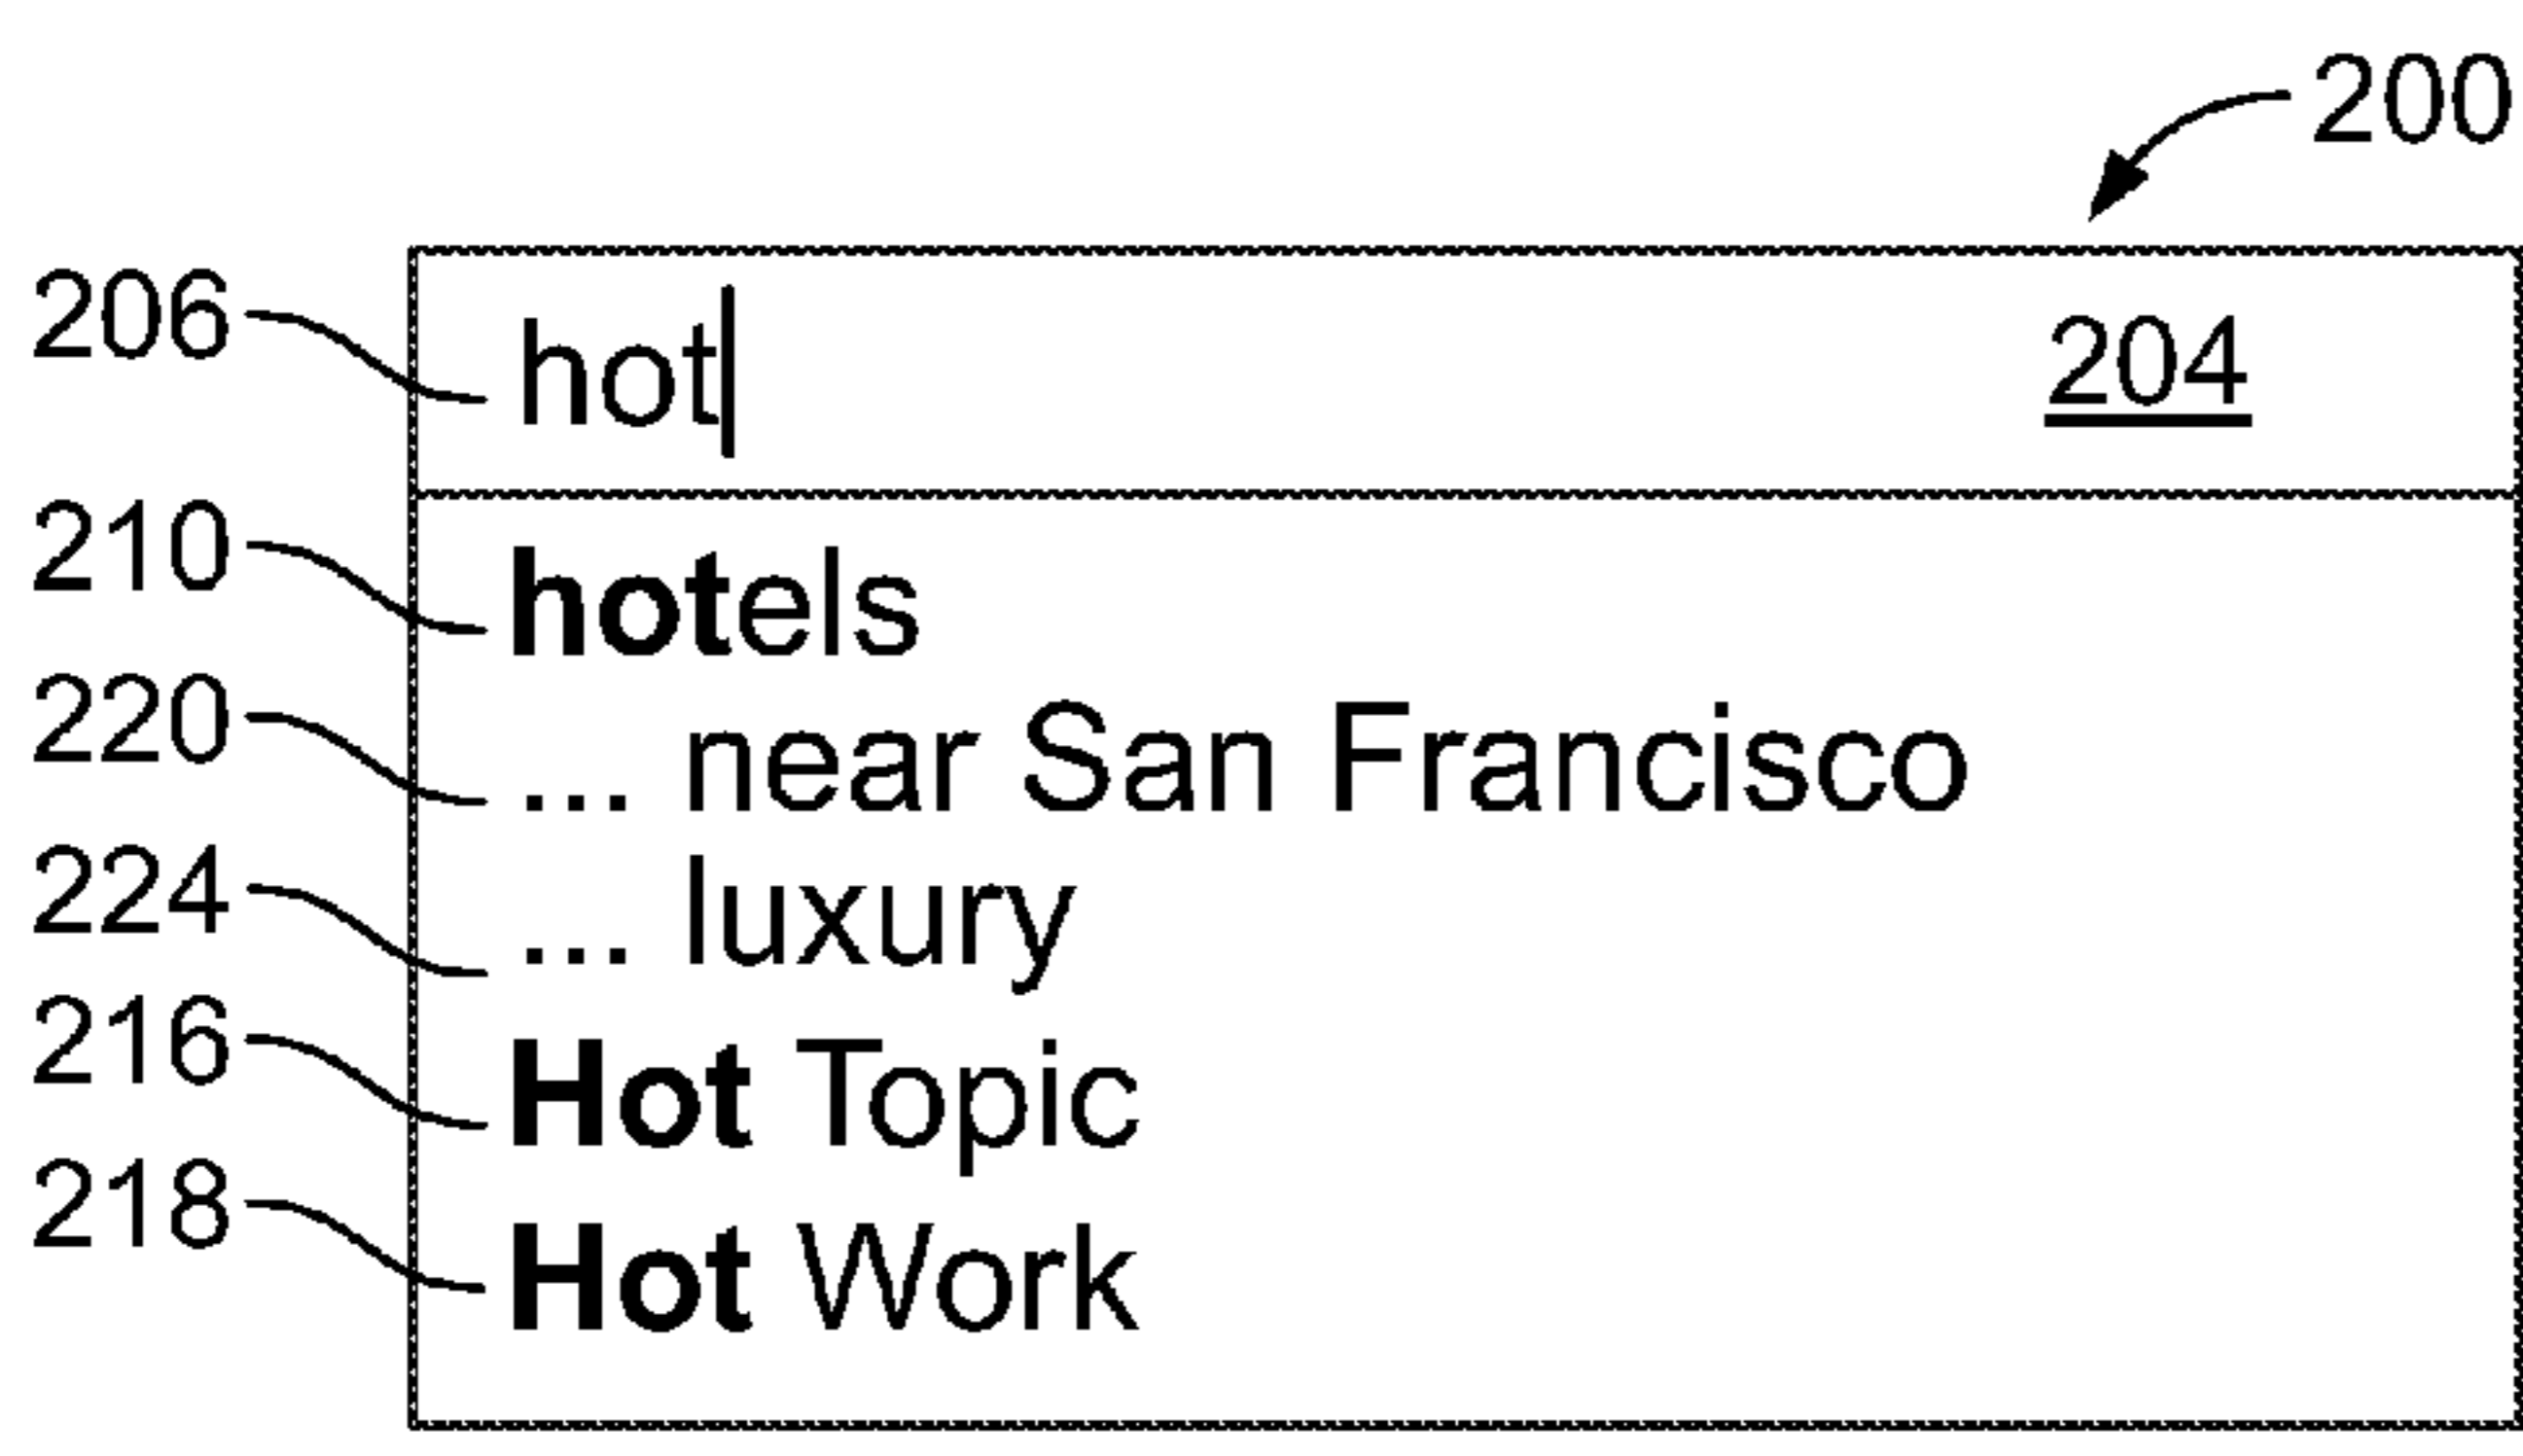 200
206 hot 204
210 hotels
220 ... near San Francisco
224 ... luxury
216 Hot Topic
218 Hot Work